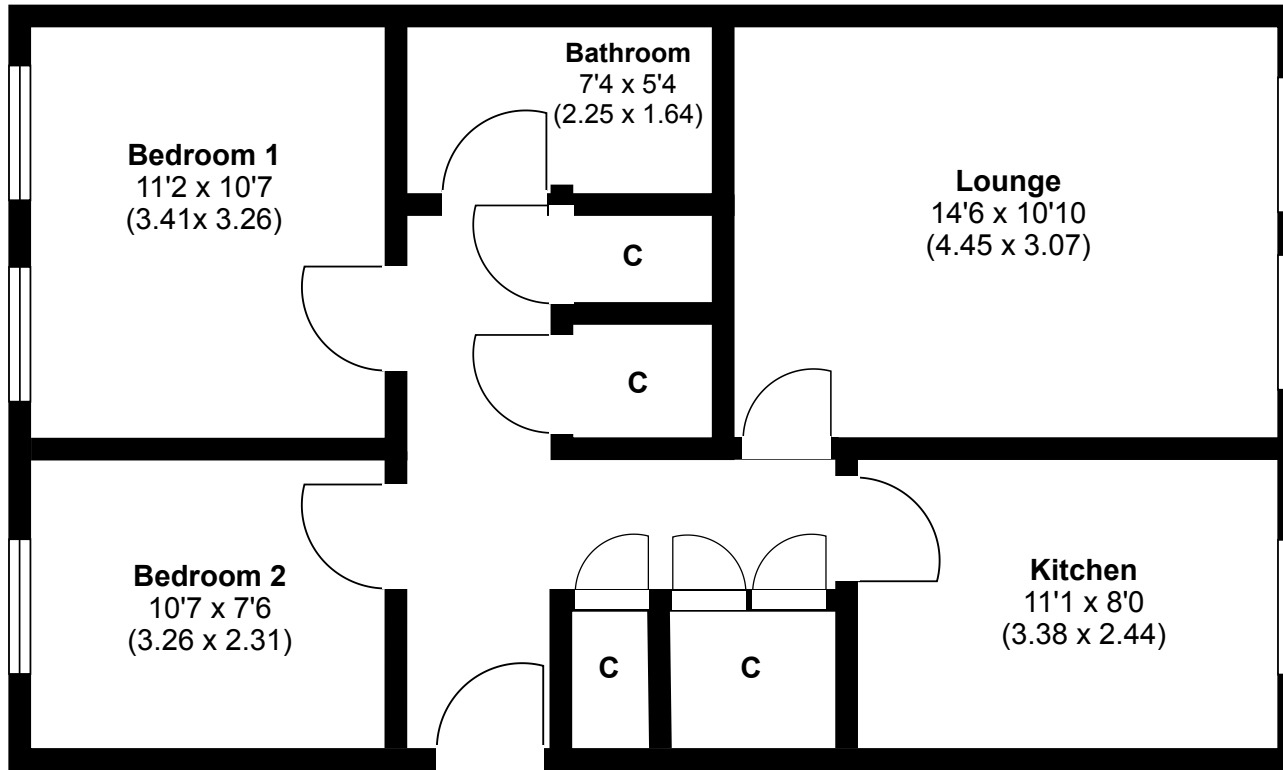 Bathroom
7'4 x 5'4
(2.25 x 1.64)
Bedroom 1
11'2 x 10'7
(3.41x 3.26)
Lounge
14'6 x 10'10
(4.45 x 3.07)
C
C
Bedroom 2
10'7 x 7'6
(3.26 x 2.31)
Kitchen
11'1 x 8'0
(3.38 x 2.44)
C
C